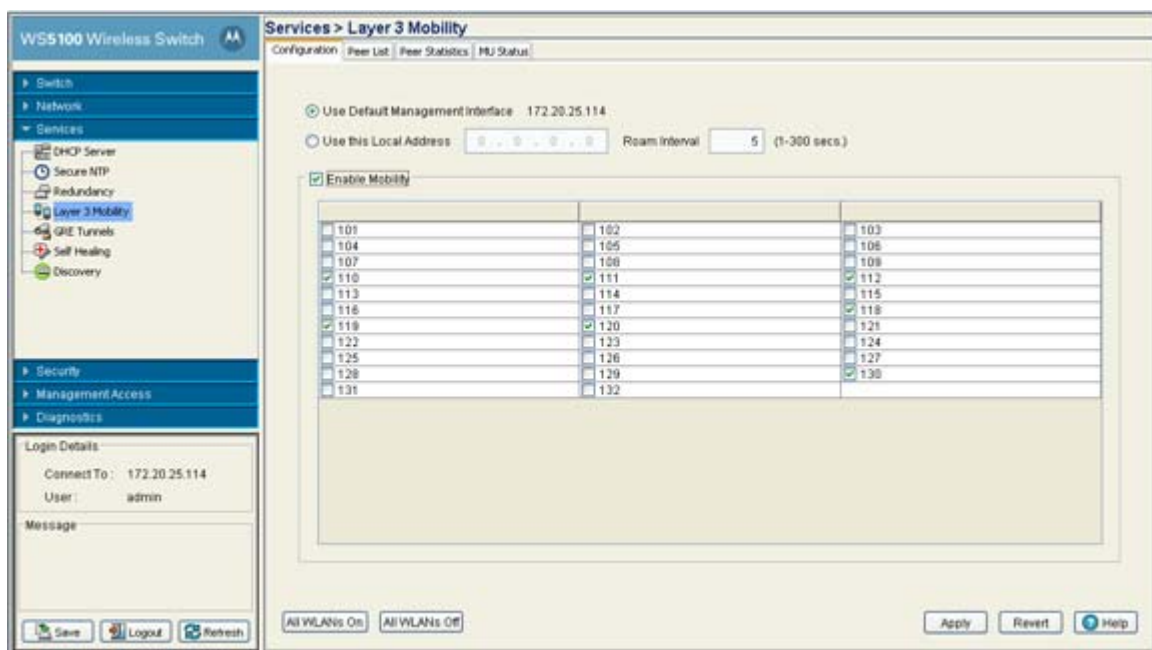 WS5100 Wireless Switch
Switch
Network
Services
DHCP Server
Secure NTP
Redundancy
Layer 3 Mobility
GRE Tunnels
Self Healing
Discovery
Security
Management Access
Diagnostics
Login Details
Connect To : 172.20.25.114
User : admin
Message
Save Logout Refresh
Services > Layer 3 Mobility
Configuration Peer List Peer Statistics MU Status
Use Default Management Interface 172.20.25.114
Use this Local Address 0 . 0 . 0 . 0 Roam Interval 5 (1-300 secs.)
Enable Mobility
101 102 103
104 105 106
107 108 109
110 111 112
113 114 115
116 117 118
119 120 121
122 123 124
125 126 127
128 129 130
131 132
All WLANs On All WLANs Off Apply Revert Help